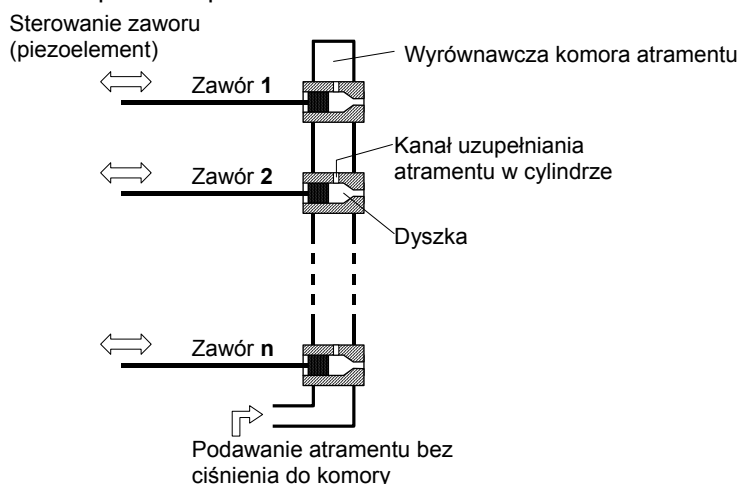 Sterowanie zaworu
(piezoelement)
Wyrównawcza komora atramentu
Zawór 1
Kanał uzupełniania
atramentu w cylindrze
Zawór 2
Dyszka
Zawór n
Podawanie atramentu bez
ciśnienia do komory